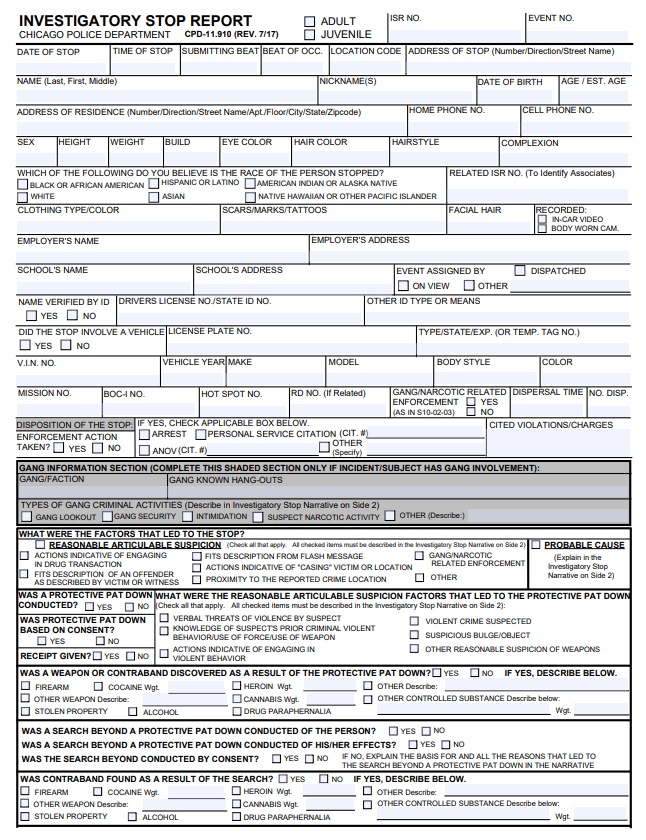 INVESTIGATORY STOP REPORT
CHICAGO POLICE DEPARTMENT CPD-11.910 (REV. 7/17)
ADULT
JUVENILE
ISR NO. EVENT NO.
DATE OF STOP TIME OF STOP SUBMITTING BEAT BEAT OF OCC. LOCATION CODE ADDRESS OF STOP (Number/Direction/Street Name)
NAME (Last, First, Middle) NICKNAME(S) DATE OF BIRTH AGE / EST. AGE
ADDRESS OF RESIDENCE (Number/Direction/Street Name/Apt./Floor/City/State/Zipcode) HOME PHONE NO. CELL PHONE NO.
SEX HEIGHT WEIGHT BUILD EYE COLOR HAIR COLOR HAIRSTYLE COMPLEXION
WHICH OF THE FOLLOWING DO YOU BELIEVE IS THE RACE OF THE PERSON STOPPED? RELATED ISR NO. (To Identify Associates)
BLACK OR AFRICAN AMERICAN HISPANIC OR LATINO AMERICAN INDIAN OR ALASKA NATIVE
WHITE ASIAN NATIVE HAWAIIAN OR OTHER PACIFIC ISLANDER
CLOTHING TYPE/COLOR SCARS/MARKS/TATTOOS FACIAL HAIR RECORDED:
IN-CAR VIDEO
BODY WORN CAM.
EMPLOYER'S NAME EMPLOYER'S ADDRESS
SCHOOL'S NAME SCHOOL'S ADDRESS EVENT ASSIGNED BY DISPATCHED
ON VIEW OTHER
NAME VERIFIED BY ID DRIVERS LICENSE NO./STATE ID NO. OTHER ID TYPE OR MEANS
YES NO
DID THE STOP INVOLVE A VEHICLE LICENSE PLATE NO. TYPE/STATE/EXP. (OR TEMP. TAG NO.)
YES NO
V.I.N. NO. VEHICLE YEAR MAKE MODEL BODY STYLE COLOR
MISSION NO. BOC-I NO. HOT SPOT NO. RD NO. (If Related) GANG/NARCOTIC RELATED DISPERSAL TIME NO. DISP.
ENFORCEMENT YES
(AS IN S10-02-03) NO
DISPOSITION OF THE STOP: IF YES, CHECK APPLICABLE BOX BELOW. CITED VIOLATIONS/CHARGES
ENFORCEMENT ACTION ARREST PERSONAL SERVICE CITATION (CIT. #)
TAKEN? YES NO ANOV (CIT. #) OTHER
(Specify)
GANG INFORMATION SECTION (COMPLETE THIS SHADED SECTION ONLY IF INCIDENT/SUBJECT HAS GANG INVOLVEMENT):
GANG/FACTION GANG KNOWN HANG-OUTS
TYPES OF GANG CRIMINAL ACTIVITIES (Describe in Investigatory Stop Narrative on Side 2)
GANG LOOKOUT GANG SECURITY INTIMIDATION SUSPECT NARCOTIC ACTIVITY OTHER (Describe:)
WHAT WERE THE FACTORS THAT LED TO THE STOP?
REASONABLE ARTICULABLE SUSPICION (Check all that apply. All checked items must be described in the Investigatory Stop Narrative on Side 2) PROBABLE CAUSE
ACTIONS INDICATIVE OF ENGAGING FITS DESCRIPTION FROM FLASH MESSAGE GANG/NARCOTIC (Explain in the
IN DRUG TRANSACTION ACTIONS INDICATIVE OF "CASING" VICTIM OR LOCATION RELATED ENFORCEMENT Investigatory Stop
FITS DESCRIPTION OF AN OFFENDER PROXIMITY TO THE REPORTED CRIME LOCATION OTHER Narrative on Side 2)
AS DESCRIBED BY VICTIM OR WITNESS
WAS A PROTECTIVE PAT DOWN WHAT WERE THE REASONABLE ARTICULABLE SUSPICION FACTORS THAT LED TO THE PROTECTIVE PAT DOWN
CONDUCTED? YES NO (Check all that apply. All checked items must be described in the Investigatory Stop Narrative on Side 2):
WAS PROTECTIVE PAT DOWN VERBAL THREATS OF VIOLENCE BY SUSPECT VIOLENT CRIME SUSPECTED
BASED ON CONSENT? KNOWLEDGE OF SUSPECT'S PRIOR CRIMINAL VIOLENT SUSPICIOUS BULGE/OBJECT
YES NO BEHAVIOR/USE OF FORCE/USE OF WEAPON
RECEIPT GIVEN? YES NO ACTIONS INDICATIVE OF ENGAGING IN OTHER REASONABLE SUSPICION OF WEAPONS
VIOLENT BEHAVIOR
WAS A WEAPON OR CONTRABAND DISCOVERED AS A RESULT OF THE PROTECTIVE PAT DOWN? YES NO IF YES, DESCRIBE BELOW.
FIREARM COCAINE Wgt. HEROIN Wgt. OTHER Describe:
OTHER WEAPON Describe: CANNABIS Wgt. OTHER CONTROLLED SUBSTANCE Describe below:
STOLEN PROPERTY ALCOHOL DRUG PARAPHERNALIA Wgt.
WAS A SEARCH BEYOND A PROTECTIVE PAT DOWN CONDUCTED OF THE PERSON? YES NO
WAS A SEARCH BEYOND A PROTECTIVE PAT DOWN CONDUCTED OF HIS/HER EFFECTS? YES NO
WAS THE SEARCH BEYOND CONDUCTED BY CONSENT? YES NO IF NO, EXPLAIN THE BASIS FOR AND ALL THE REASONS THAT LED TO
THE SEARCH BEYOND A PROTECTIVE PAT DOWN IN THE NARRATIVE
WAS CONTRABAND FOUND AS A RESULT OF THE SEARCH? YES NO IF YES, DESCRIBE BELOW.
FIREARM COCAINE Wgt. HEROIN Wgt. OTHER Describe:
OTHER WEAPON Describe: CANNABIS Wgt. OTHER CONTROLLED SUBSTANCE Describe below:
STOLEN PROPERTY ALCOHOL DRUG PARAPHERNALIA Wgt.